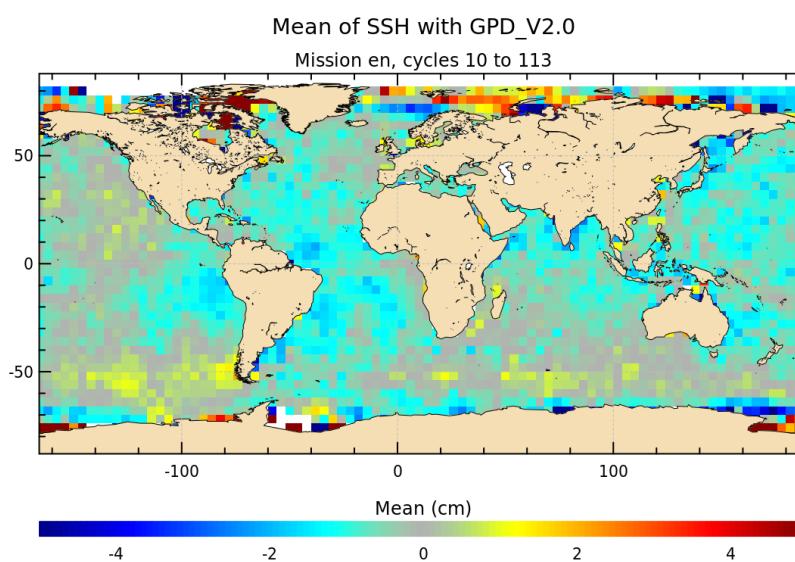 Mean of SSH with GPD_V2.0
Mission en, cycles 10 to 113
50
0
-50
-100 0 100
Mean (cm)
-4 -2 0 2 4